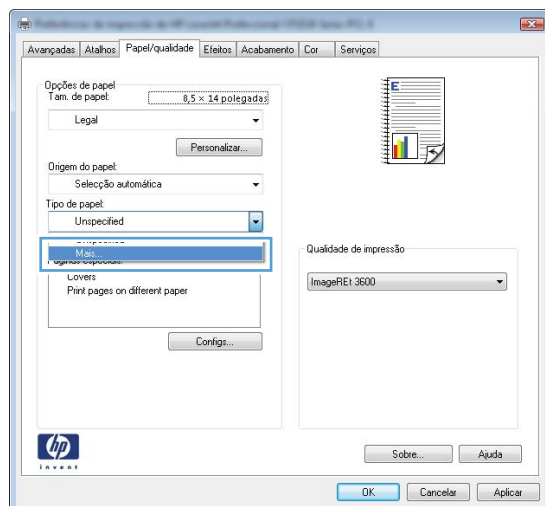 Avançadas Atalhos Papel/qualidade Efeitos Acabamento Cor Serviços
Opções de papel
Tam. de papel: 8,5 × 14 polegadas
Legal
Personalizar...
Origem do papel:
Selecção automática
Tipo de papel:
Unspecified
Mais...
Covers
Print pages on different paper
Configs...
E
Qualidade de impressão
ImageREt 3600
hp
invent
Sobre... Ajuda
OK Cancelar Aplicar